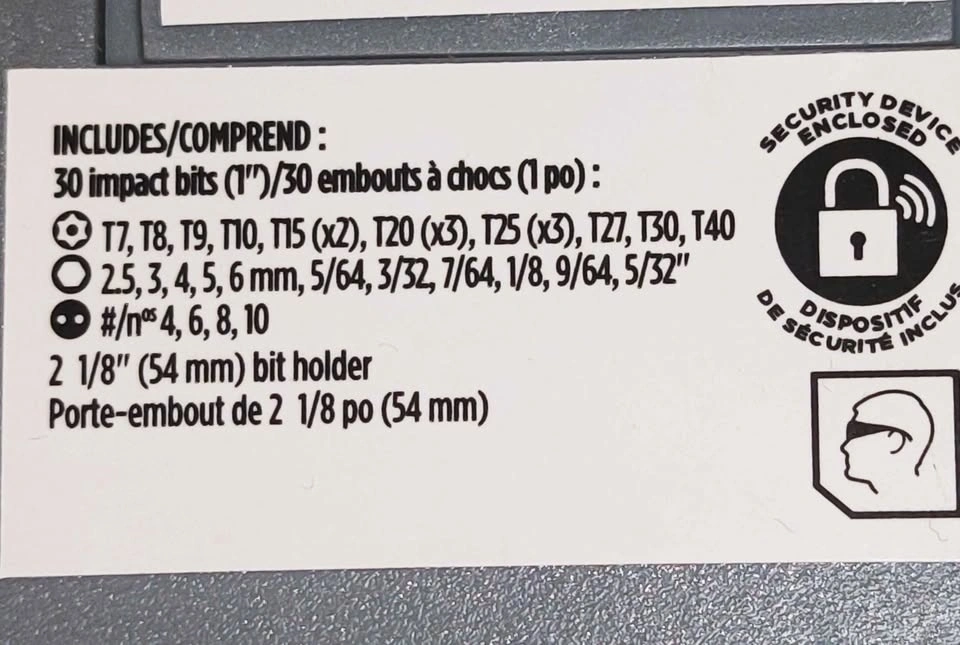 INCLUDES/COMPREND :
30 impact bits (1")/30 embouts à chocs (1 po) :
T7, T8, T9, T10, T15 (x2), T20 (x3), T25 (x3), T27, T30, T40
2.5, 3, 4, 5, 6 mm, 5/64, 3/32, 7/64, 1/8, 9/64, 5/32"
#/nos 4, 6, 8, 10
2 1/8" (54 mm) bit holder
Porte-embout de 2 1/8 po (54 mm)
SECURITY DEVICE
ENCLOSED
DISPOSITIF
DE SÉCURITÉ INCLUS